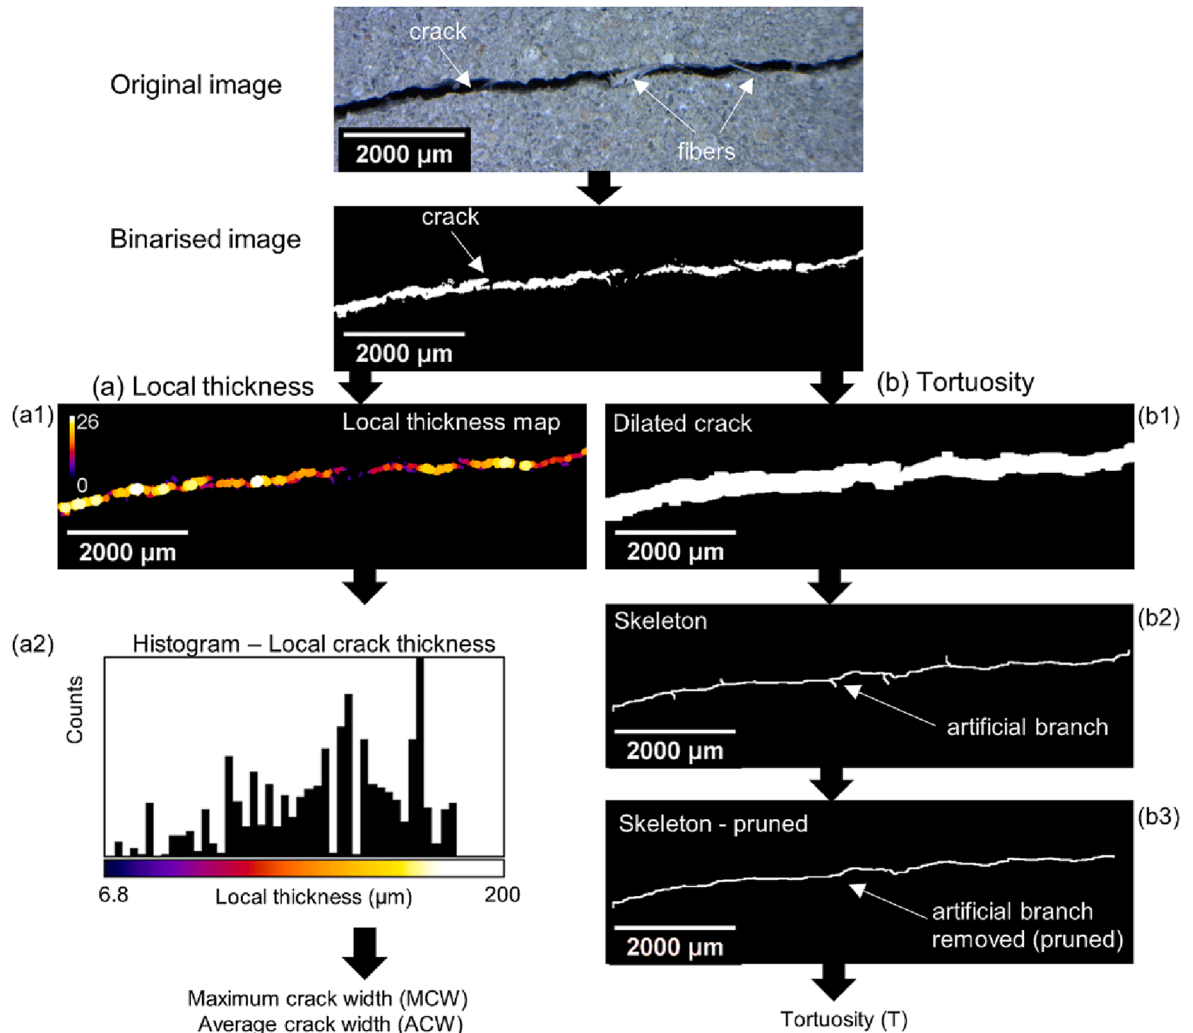 Original image
crack
fibers
2000 µm
Binarised image
crack
2000 µm
(a) Local thickness
(b) Tortuosity
(a1)
26
0
Local thickness map
2000 µm
Dilated crack
(b1)
2000 µm
(a2)
Histogram – Local crack thickness
Counts
6.8
Local thickness (µm)
200
Maximum crack width (MCW)
Average crack width (ACW)
Skeleton
(b2)
artificial branch
2000 µm
Skeleton - pruned
(b3)
artificial branch
removed (pruned)
2000 µm
Tortuosity (T)